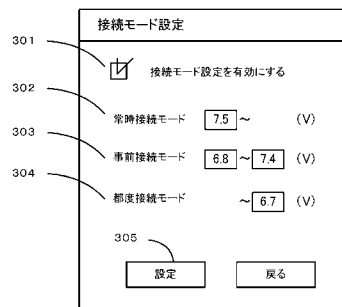 接続モード設定
301
接続モード設定を有効にする
302
常時接続モード 7.5 ～ (V)
303
事前接続モード 6.8 ～ 7.4 (V)
304
都度接続モード ～ 6.7 (V)
305
設定 戻る